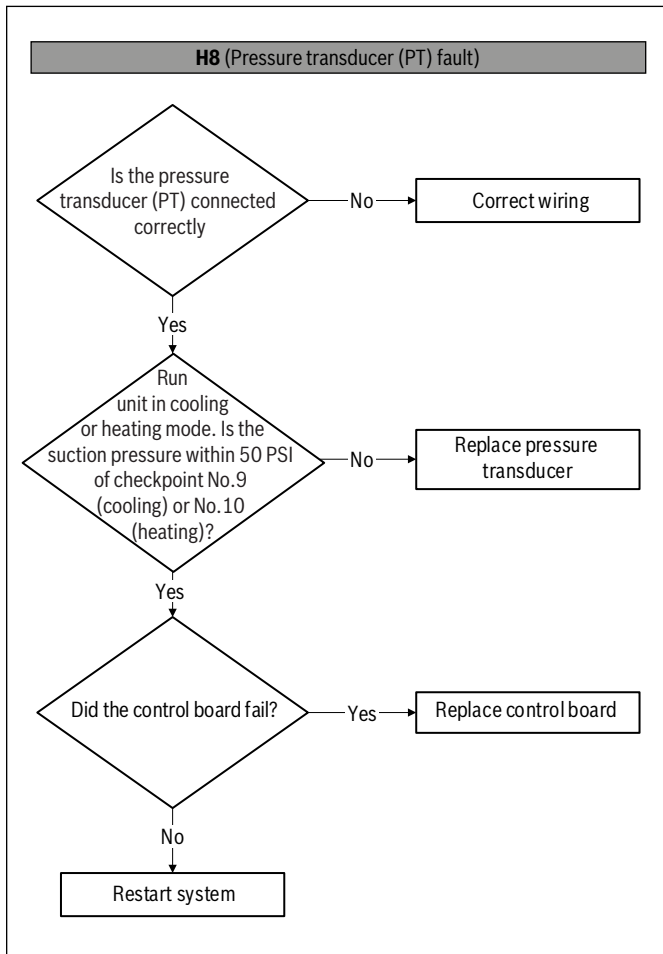 H8 (Pressure transducer (PT) fault)
Is the pressure
transducer (PT) connected
correctly
No
Correct wiring
Yes
Run
unit in cooling
or heating mode. Is the
suction pressure within 50 PSI
of checkpoint No.9
(cooling) or No.10
(heating)?
No
Replace pressure
transducer
Yes
Did the control board fail?
Yes
Replace control board
No
Restart system